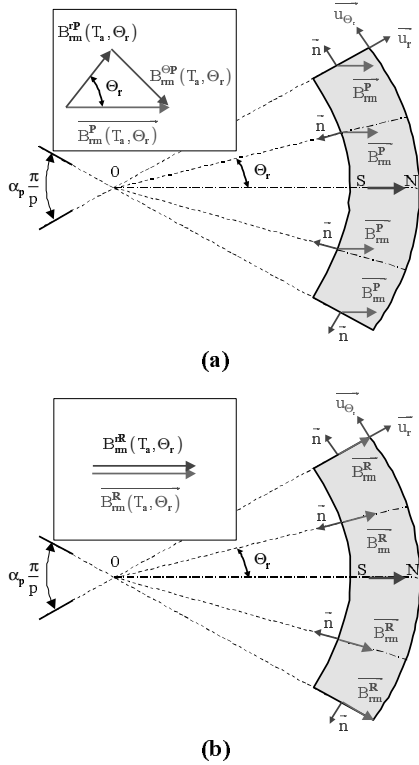 B_rm^rP(T_a,Θ_r)
Θ_r
B_rm^ΘP(T_a,Θ_r)
B_rm^P(T_a,Θ_r)
u_Θr
u_r
n
B_rm^P
n
B_rm^P
α_p π/p
0
Θ_r
S
N
B_rm^P
n
B_rm^P
n
(a)
B_rm^rR(T_a,Θ_r)
B_rm^R(T_a,Θ_r)
u_Θr
u_r
n
B_rm^R
n
B_rm^R
α_p π/p
0
Θ_r
S
N
B_rm^R
n
B_rm^R
n
(b)